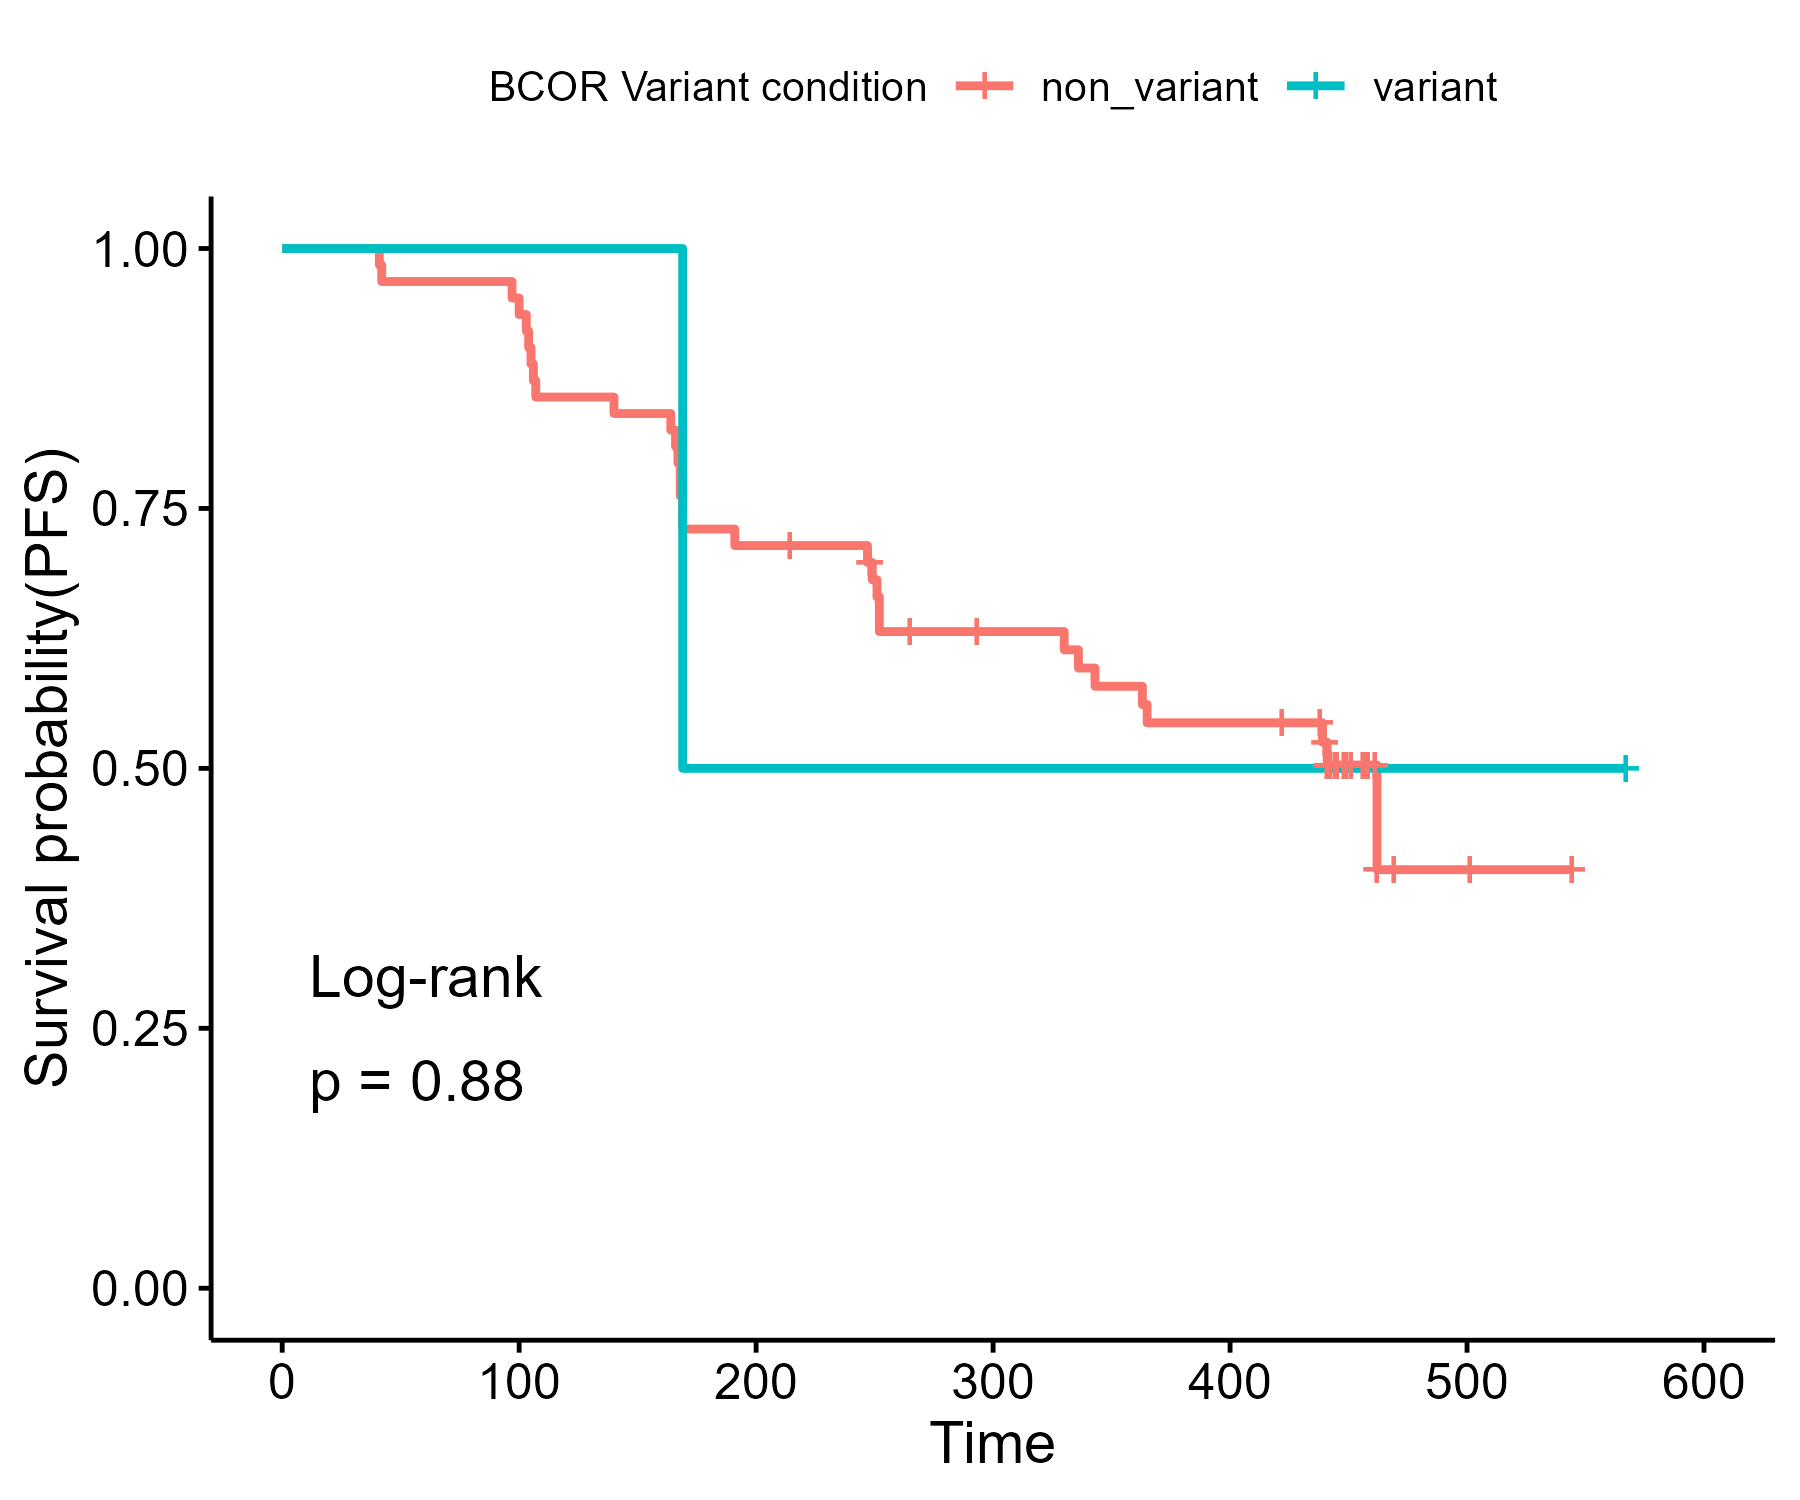 BCOR Variant condition non_variant variant
Survival probability(PFS)
1.00
0.75
0.50
0.25
0.00
Log-rank
p = 0.88
0 100 200 300 400 500 600
Time